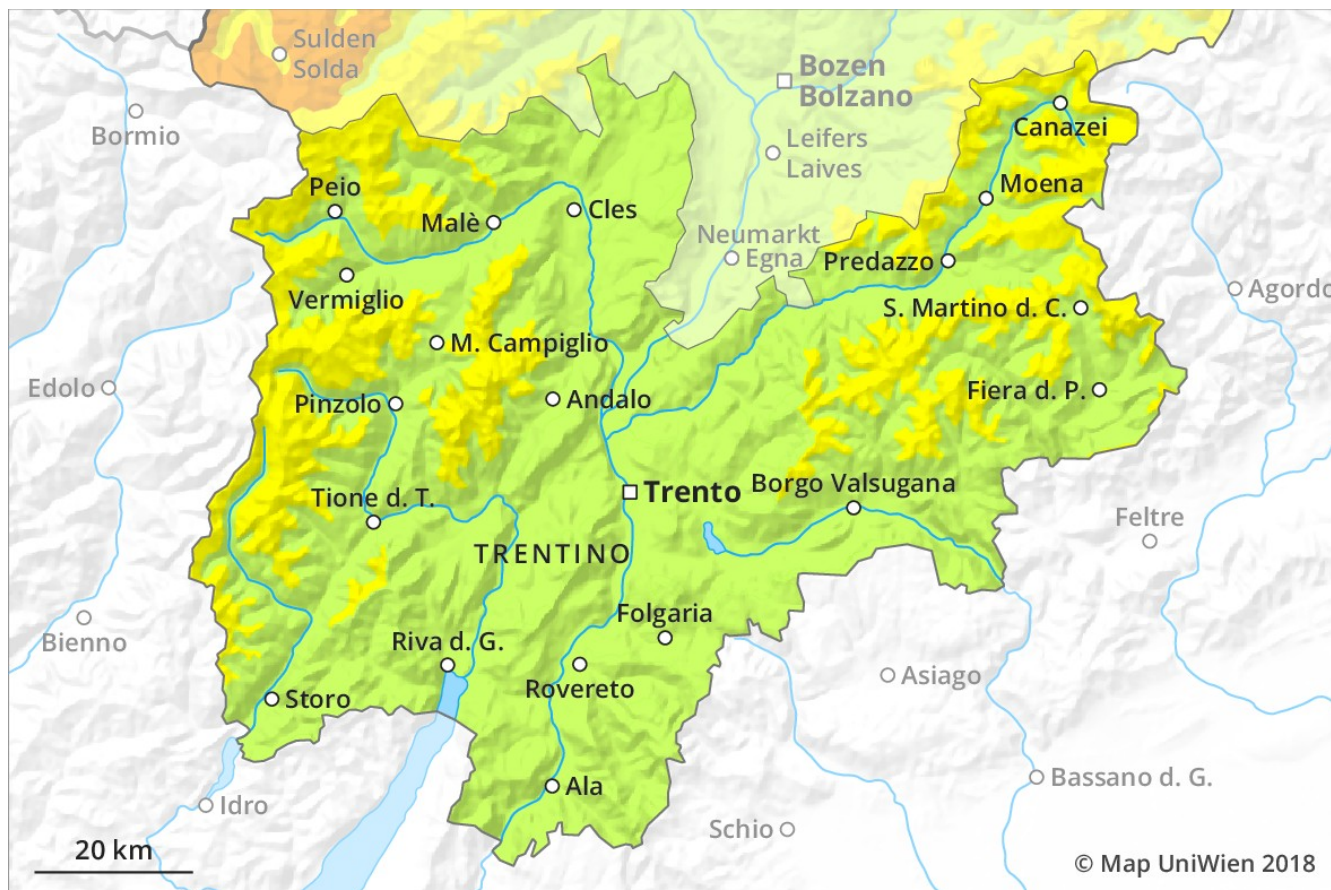 Sulden
Solda
Bozen
Bolzano
Bormio
Canazei
Leifers
Laives
Peio
Moena
Malè
Cles
Neumarkt
Egna
Predazzo
Vermiglio
Agordo
S. Martino d. C.
M. Campiglio
Edolo
Pinzolo
Andalo
Fiera d. P.
Trento
Borgo Valsugana
Tione d. T.
Feltre
TRENTINO
Folgaria
Bienno
Riva d. G.
Asiago
Rovereto
Storo
Bassano d. G.
Ala
Idro
Schio
20 km
© Map UniWien 2018